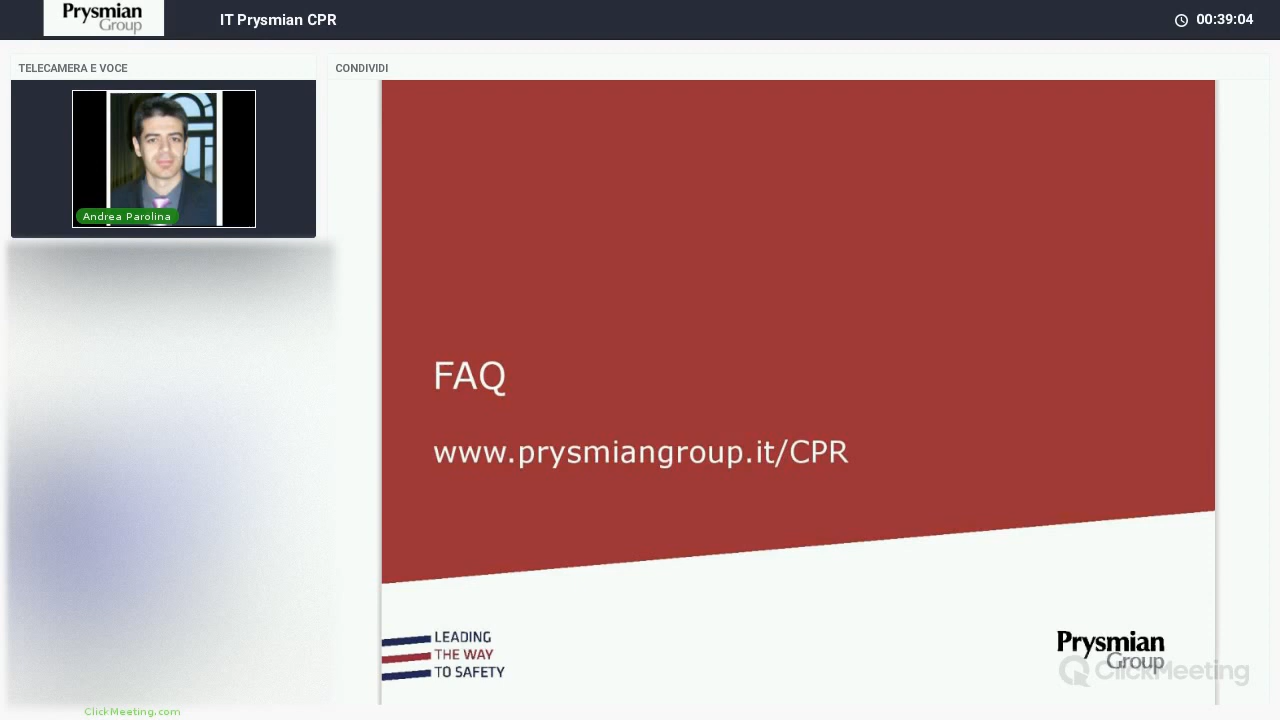 Prysmian
Group
IT Prysmian CPR
00:39:04
TELECAMERA E VOCE
CONDIVIDI
Andrea Parolina
FAQ
www.prysmiangroup.it/CPR
LEADING
THE WAY
TO SAFETY
Prysmian
Group
ClickMeeting
ClickMeeting.com